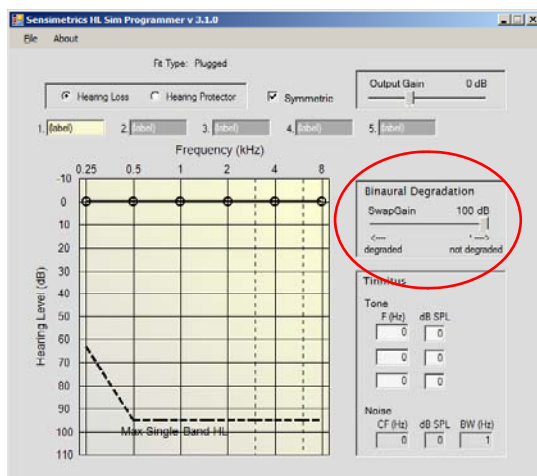 Sensimetrics HL Sim Programmer v 3.1.0
File About
Fit Type: Plugged
Hearing Loss Hearing Protector Symmetric
Output Gain 0 dB
1. (label) 2. (label) 3. (label) 4. (label) 5. (label)
Frequency (kHz)
0.25 0.5 1 2 4 8
Hearing Level (dB)
-10
0
10
20
30
40
50
60
70
80
90
100
110
Max Single Band HL
Binaural Degradation
SwapGain 100 dB
<---- ---->
degraded not degraded
Tinnitus
Tone
F (Hz) dB SPL
0 0
0 0
0 0
Noise
CF (Hz) dB SPL BW (Hz)
0 0 1